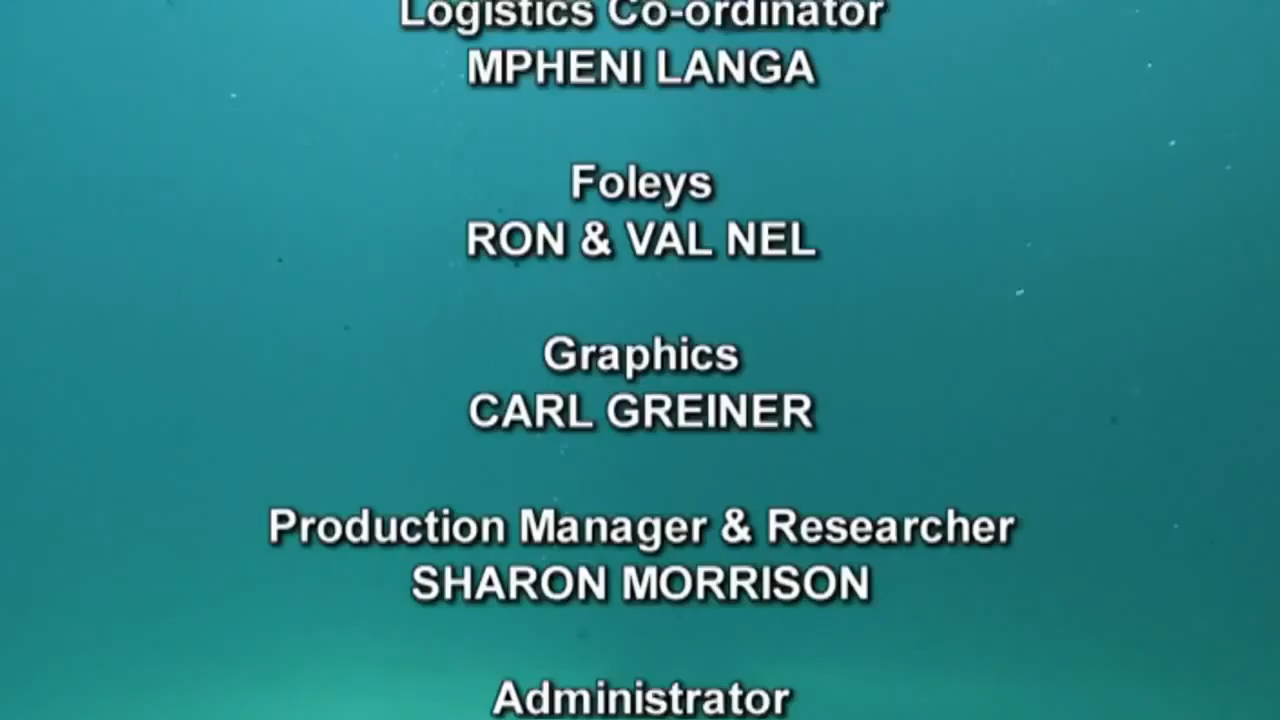 Logistics Co-ordinator
MPHENI LANGA
Foleys
RON & VAL NEL
Graphics
CARL GREINER
Production Manager & Researcher
SHARON MORRISON
Administrator